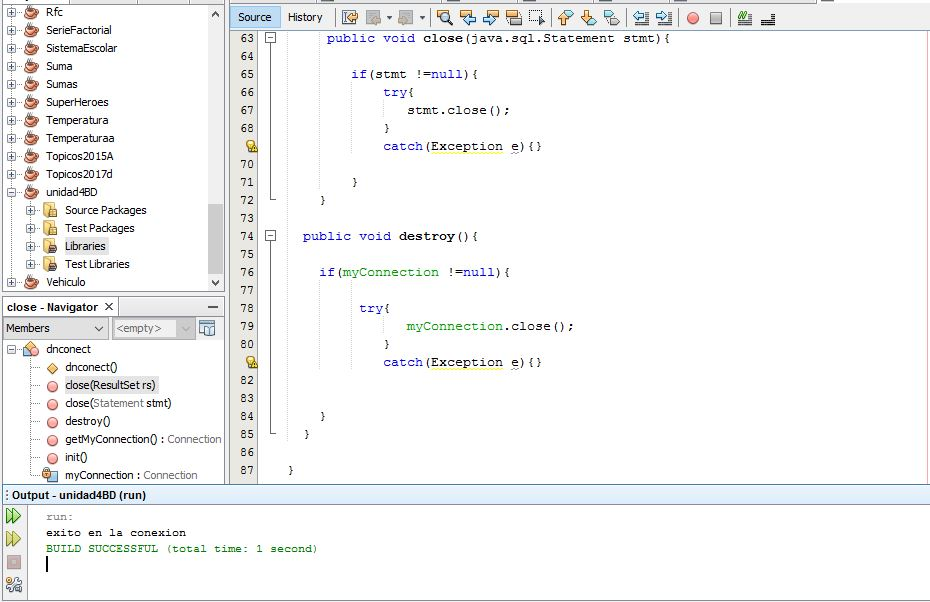 Rfc
SerieFactorial
SistemaEscolar
Suma
Sumas
SuperHeroes
Temperatura
Temperaturaa
Topicos2015A
Topicos2017d
unidad4BD
Source Packages
Test Packages
Libraries
Test Libraries
Vehiculo
close - Navigator
Members <empty>
dnconect
dnconect()
close(ResultSet rs)
close(Statement stmt)
destroy()
getMyConnection() : Connection
init()
myConnection : Connection
Source History
63 public void close(java.sql.Statement stmt){
64
65 if(stmt !=null){
66 try{
67 stmt.close();
68 }
catch(Exception e){}
70
71 }
72 }
73
74 public void destroy(){
75
76 if(myConnection !=null){
77
78 try{
79 myConnection.close();
80 }
catch(Exception e){}
82
83
84 }
85 }
86
87 }
Output - unidad4BD (run)
run:
exito en la conexion
BUILD SUCCESSFUL (total time: 1 second)